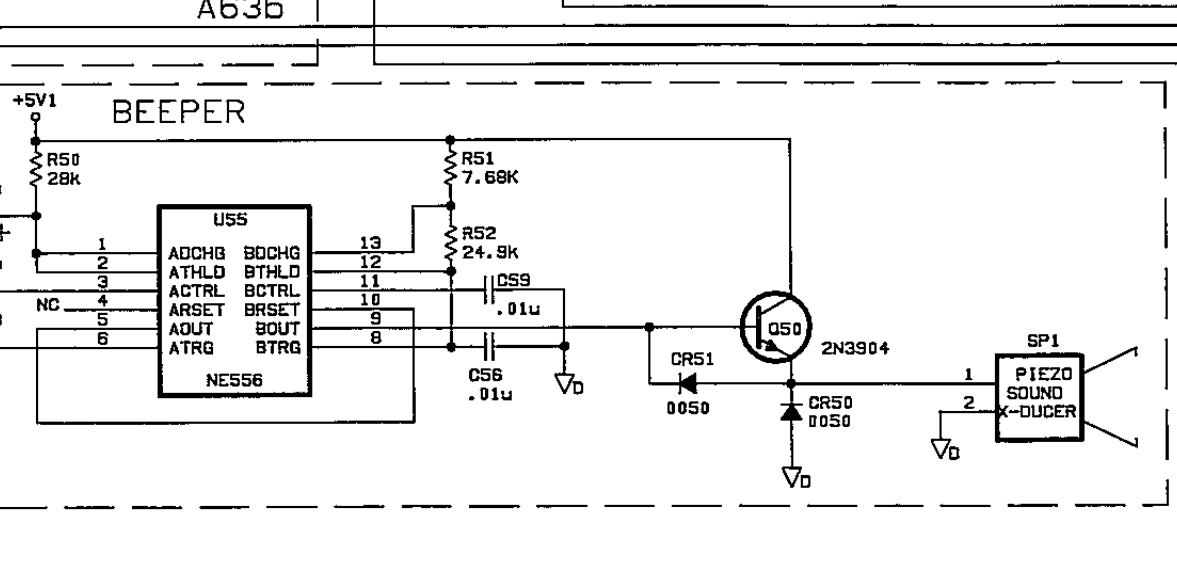 A63b
+5V1
BEEPER
R50
28K
R51
7.68K
U55
R52
24.9k
1 ADCHG BDCHG 13
2 ATHLD BTHLD 12
3 ACTRL BCTRL 11
NC 4 ARSET BRSET 10
5 AOUT BOUT 9
6 ATRG BTRG 8
NE556
C59
.01u
C56
.01u
Q50
2N3904
CR51
0050
CR50
0050
D
D
D
SP1
1 PIEZO
SOUND
2 X-DUCER